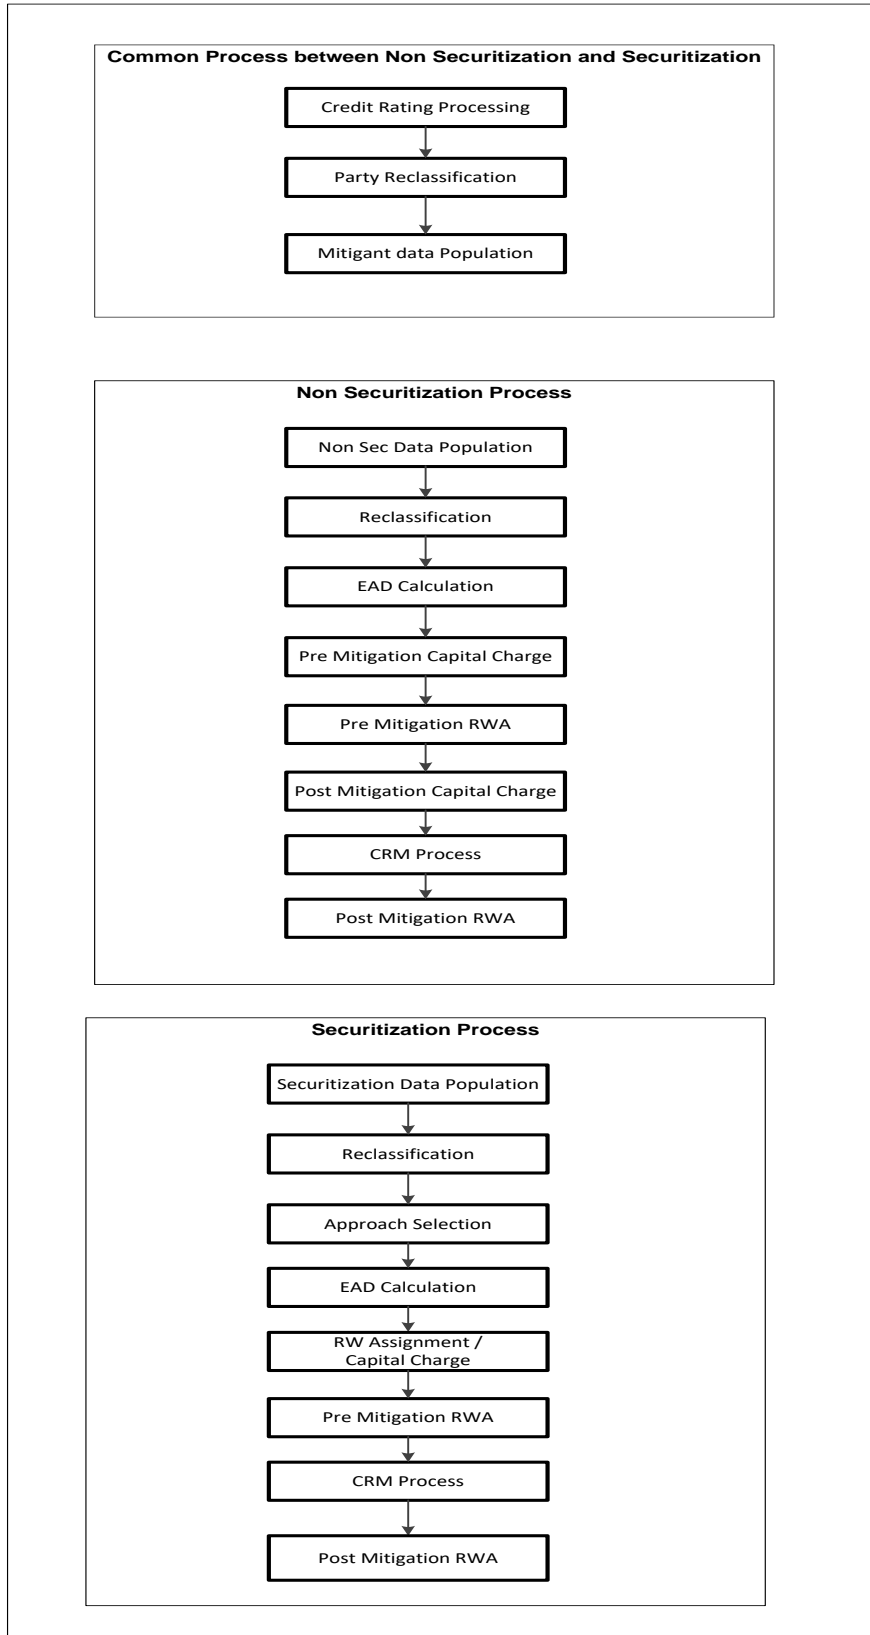 Common Process between Non Securitization and Securitization
Credit Rating Processing
Party Reclassification
Mitigant data Population
Non Securitization Process
Non Sec Data Population
Reclassification
EAD Calculation
Pre Mitigation Capital Charge
Pre Mitigation RWA
Post Mitigation Capital Charge
CRM Process
Post Mitigation RWA
Securitization Process
Securitization Data Population
Reclassification
Approach Selection
EAD Calculation
RW Assignment /
Capital Charge
Pre Mitigation RWA
CRM Process
Post Mitigation RWA